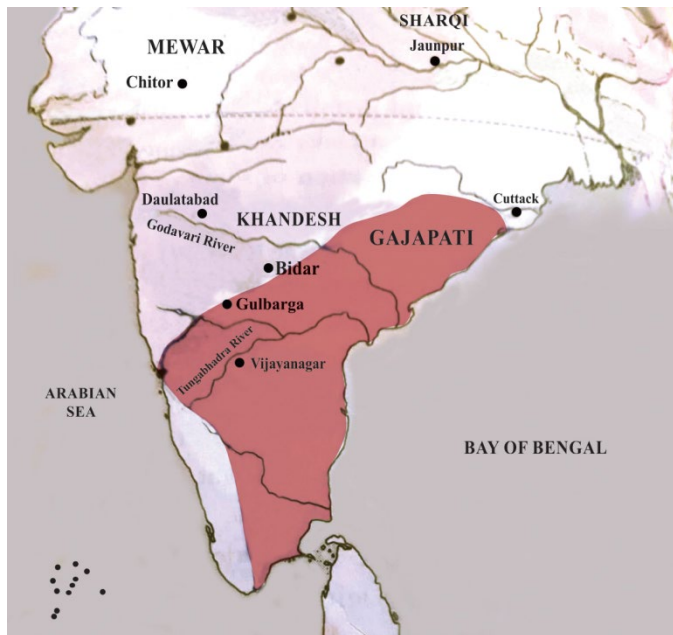 SHARQI
Jaunpur
MEWAR
Chitor
Daulatabad
KHANDESH
Cuttack
Godavari River
GAJAPATI
Bidar
Gulbarga
Tungabhadra River
Vijayanagar
ARABIAN
SEA
BAY OF BENGAL